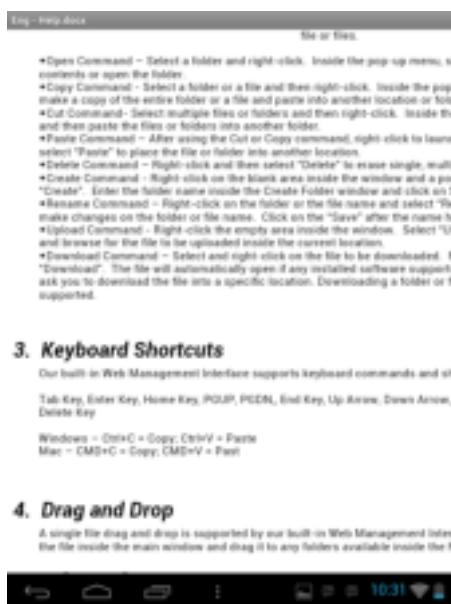 Eng - Help.docx
file or files.
•Open Command – Select a folder and right-click. Inside the pop-up menu, s
contents or open the folder.
•Copy Command - Select a folder or a file and then right-click. Inside the pop
make a copy of the entire folder or a file and paste into another location or fol
•Cut Command- Select multiple files or folders and then right-click. Inside th
and then paste the files or folders into another folder.
•Paste Command – After using the Cut or Copy command, right-click to laun
select "Paste" to place the file or folder into another location.
•Delete Command – Right-click and then select "Delete" to erase single, mult
•Create Command - Right-click on the blank area inside the window and a po
"Create". Enter the folder name inside the Create Folder window and click on
•Rename Command – Right-click on the folder or the file name and select "Re
make changes on the folder or file name. Click on the "Save" after the name h
•Upload Command - Right-click the empty area inside the window. Select "U
and browse for the file to be uploaded inside the current location.
•Download Command – Select and right-click on the file to be downloaded.
"Download". The file will automatically open if any installed software support
ask you to download the file into a specific location. Downloading a folder or
supported.
3. Keyboard Shortcuts
Our built-in Web Management Interface supports keyboard commands and
Tab Key, Enter Key, Home Key, PGUP, PGDN, End Key, Up Arrow, Down Arrow,
Delete Key
Windows – Ctrl+C = Copy; Ctrl+V = Paste
Mac – CMD+C = Copy; CMD+V = Past
4. Drag and Drop
A single file drag and drop is supported by our built-in Web Management Inte
the file inside the main window and drag it to any folders available inside the
10:31